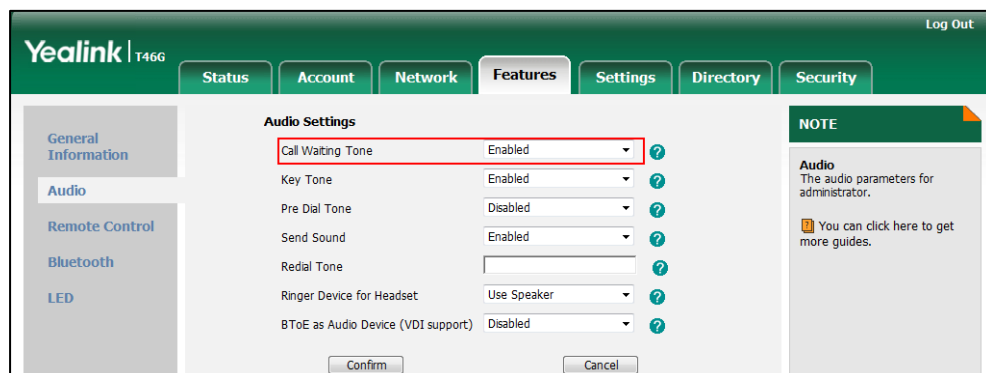 Log Out
Yealink T46G
Status Account Network Features Settings Directory Security
General
Information
Audio
Remote Control
Bluetooth
LED
Audio Settings
Call Waiting Tone Enabled
Key Tone Enabled
Pre Dial Tone Disabled
Send Sound Enabled
Redial Tone
Ringer Device for Headset Use Speaker
BToE as Audio Device (VDI support) Disabled
Confirm Cancel
NOTE
Audio
The audio parameters for
administrator.
You can click here to get
more guides.